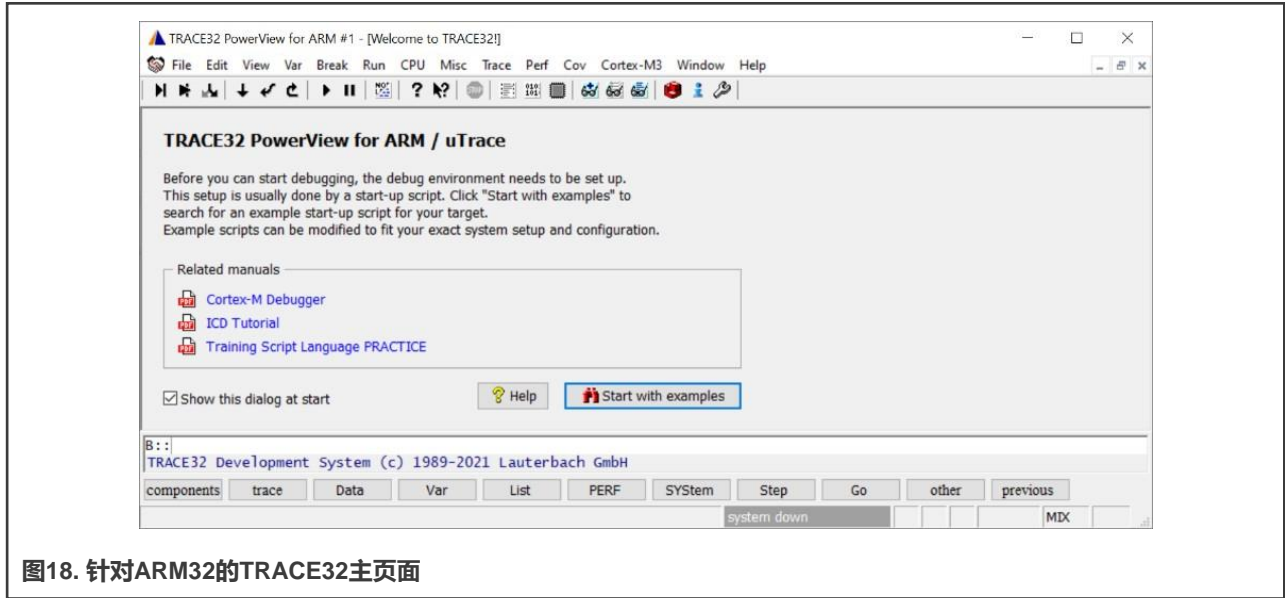 TRACE32 PowerView for ARM #1 - [Welcome to TRACE32!]
File Edit View Var Break Run CPU Misc Trace Perf Cov Cortex-M3 Window Help
TRACE32 PowerView for ARM / uTrace
Before you can start debugging, the debug environment needs to be set up.
This setup is usually done by a start-up script. Click "Start with examples" to
search for an example start-up script for your target.
Example scripts can be modified to fit your exact system setup and configuration.
Related manuals
Cortex-M Debugger
ICD Tutorial
Training Script Language PRACTICE
Show this dialog at start
Help
Start with examples
B::
TRACE32 Development System (c) 1989-2021 Lauterbach GmbH
components trace Data Var List PERF SYStem Step Go other previous
system down MIX
图18. 针对ARM32的TRACE32主页面